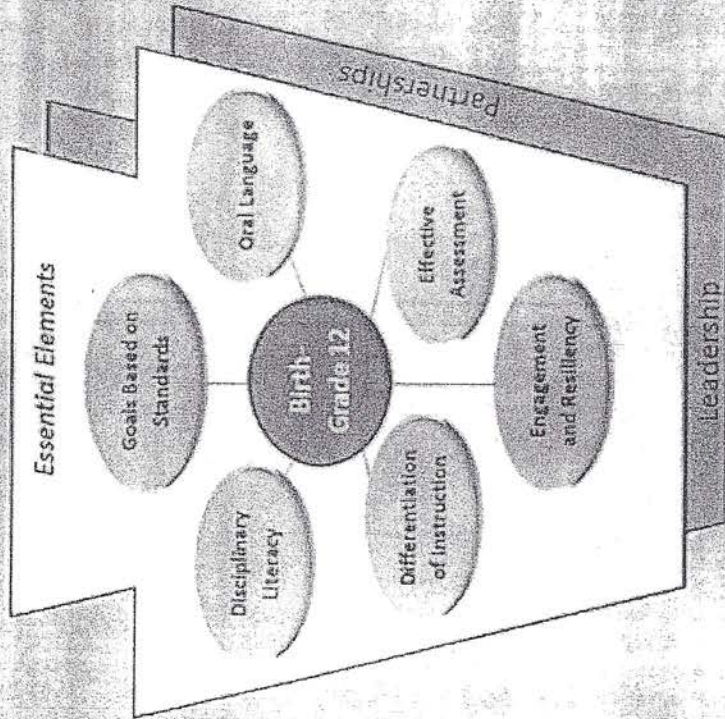 Essential Elements
Goals Based on
Standards
Disciplinary
Literacy
Oral Language
Birth-
Grade 12
Differentiation
of Instruction
Effective
Assessment
Engagement
and Resiliency
Partnerships
Leadership